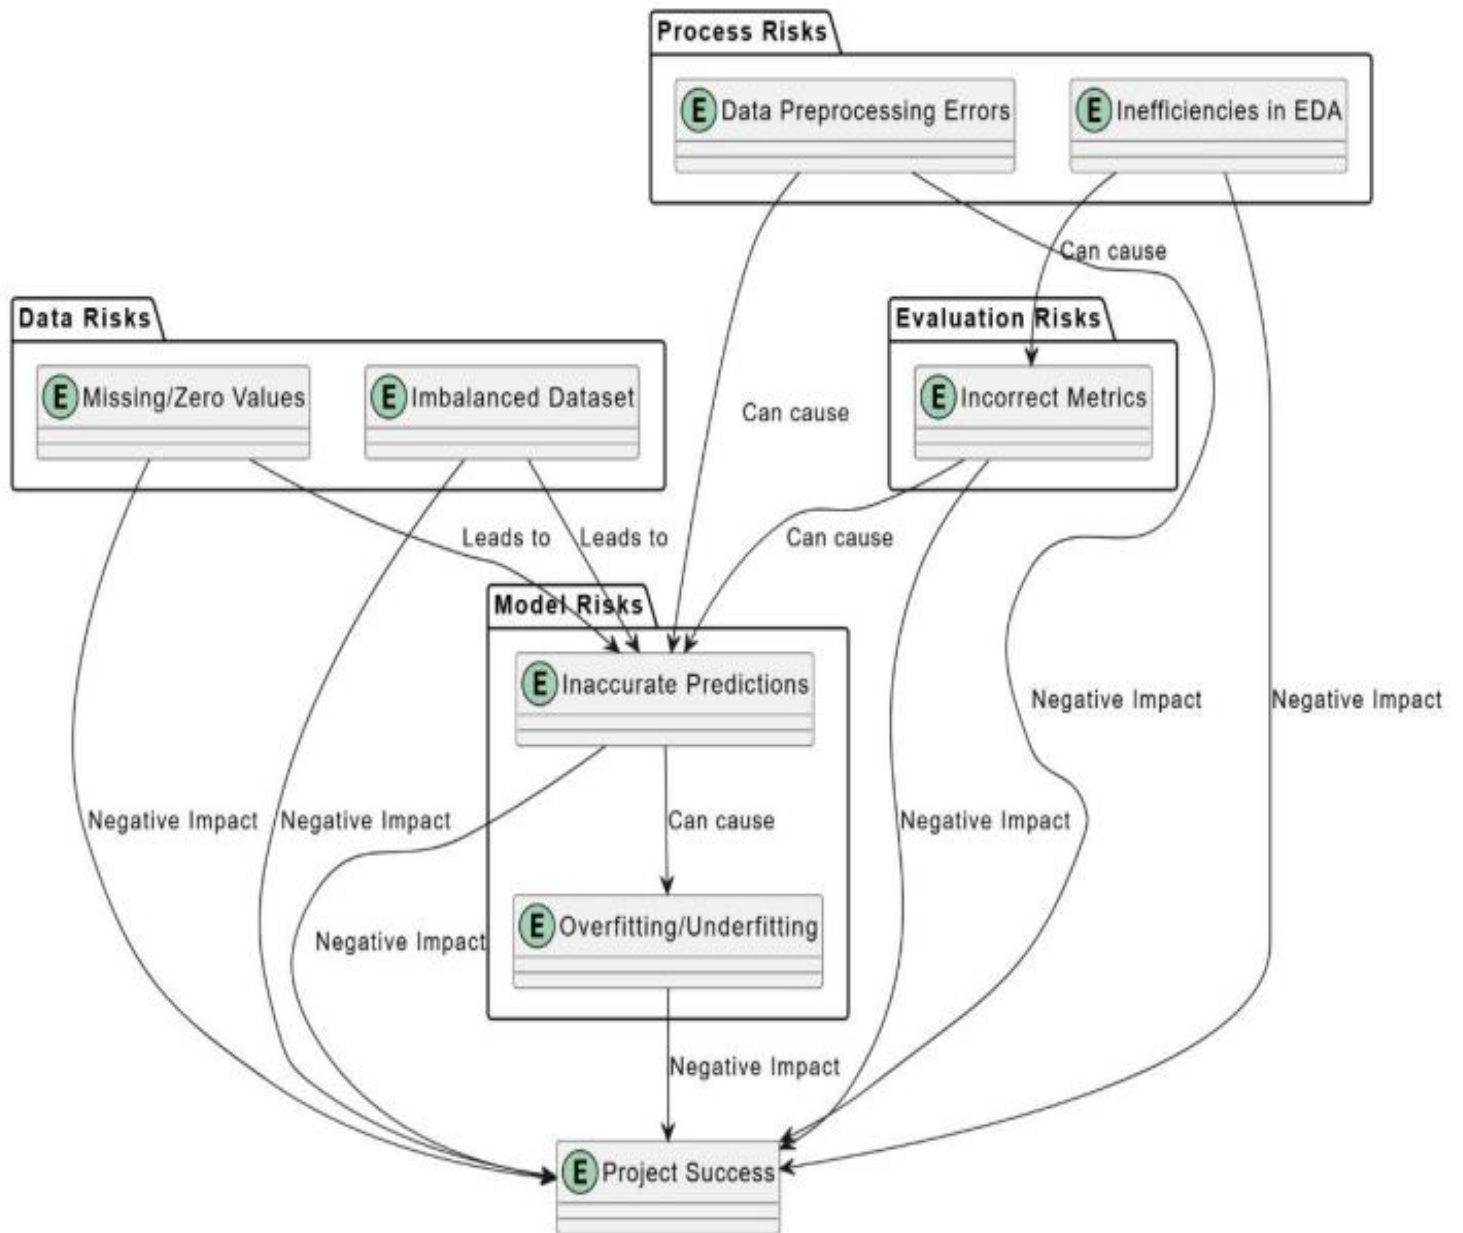 Process Risks
E Data Preprocessing Errors
E Inefficiencies in EDA
Can cause
Data Risks
Evaluation Risks
E Missing/Zero Values
E Imbalanced Dataset
E Incorrect Metrics
Can cause
Leads to
Leads to
Can cause
Model Risks
E Inaccurate Predictions
Negative Impact
Negative Impact
Negative Impact
Negative Impact
Can cause
Negative Impact
E Overfitting/Underfitting
Negative Impact
Negative Impact
E Project Success